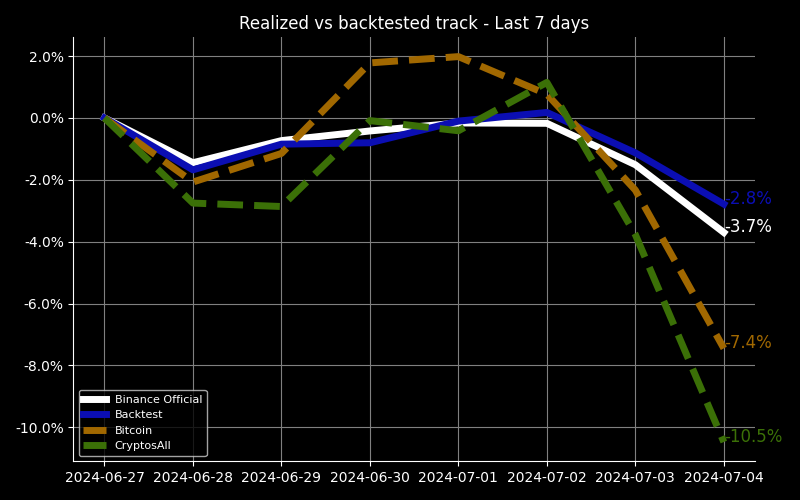 Realized vs backtested track - Last 7 days
2.0%
0.0%
-2.0%
-4.0%
-6.0%
-8.0%
-10.0%
-2.8%
-3.7%
-7.4%
-10.5%
Binance Official
Backtest
Bitcoin
CryptosAll
2024-06-27 2024-06-28 2024-06-29 2024-06-30 2024-07-01 2024-07-02 2024-07-03 2024-07-04